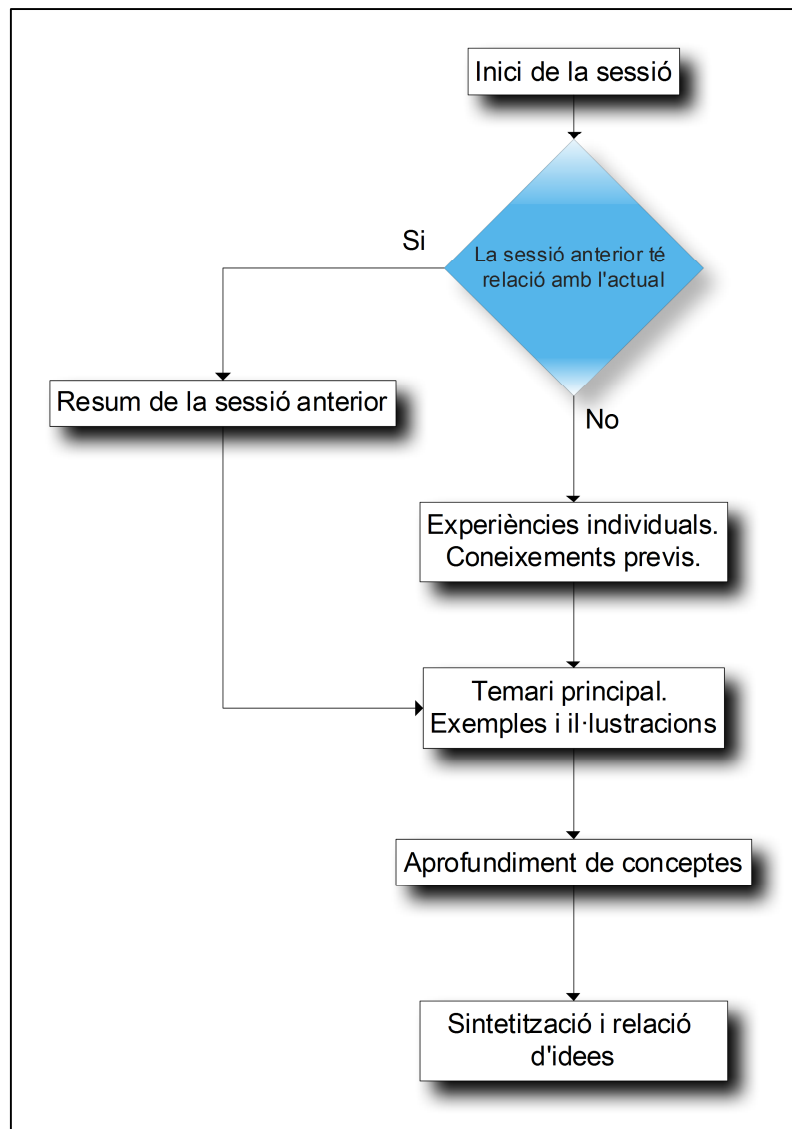 Inici de la sessió
La sessió anterior té
relació amb l'actual
Si
Resum de la sessió anterior
No
Experiències individuals.
Coneixements previs.
Temari principal.
Exemples i il·lustracions
Aprofundiment de conceptes
Sintetització i relació
d'idees